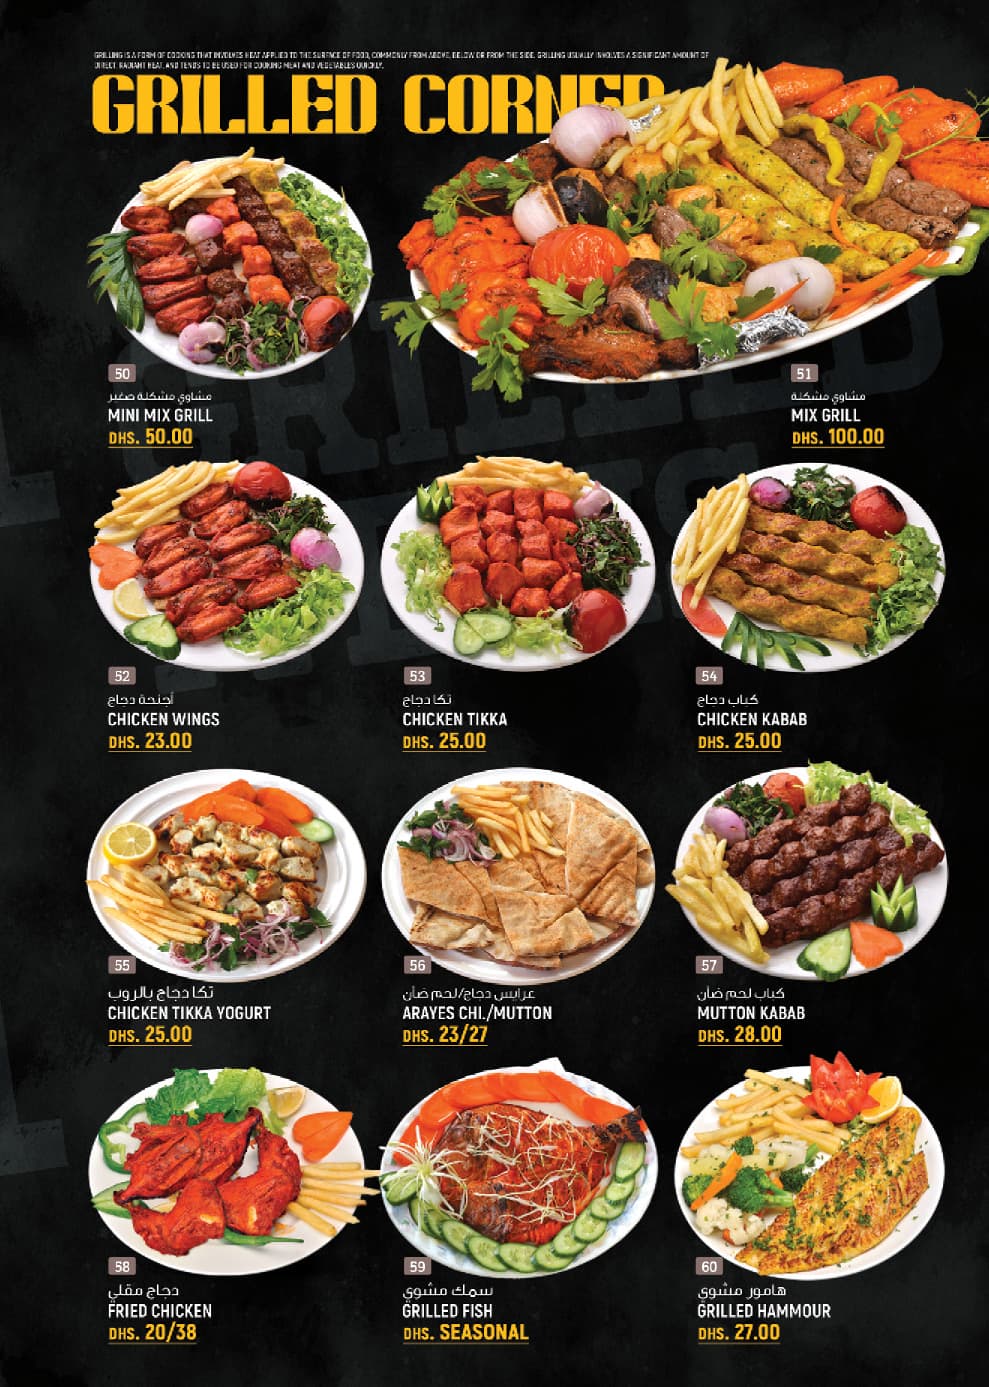 GRILLING IS A FORM OF COOKING THAT INVOLVES HEAT APPLIED TO THE SURFACE OF FOOD, COMMONLY FROM ABOVE, BELOW OR FROM THE SIDE. GRILLING USUALLY INVOLVES A SIGNIFICANT AMOUNT OF
DIRECT, RADIANT HEAT, AND TENDS TO BE USED FOR COOKING MEAT AND VEGETABLES QUICKLY.
GRILLED CORNER
50
مشاوي مشكلة صغير
MINI MIX GRILL
DHS. 50.00
51
مشاوي مشكلة
MIX GRILL
DHS. 100.00
52
أجنحة دجاج
CHICKEN WINGS
DHS. 23.00
53
تكا دجاج
CHICKEN TIKKA
DHS. 25.00
54
كباب دجاج
CHICKEN KABAB
DHS. 25.00
55
تكا دجاج بالروب
CHICKEN TIKKA YOGURT
DHS. 25.00
56
عرايس دجاج/لحم ضأن
ARAYES CHI./MUTTON
DHS. 23/27
57
كباب لحم ضأن
MUTTON KABAB
DHS. 28.00
58
دجاج مقلي
FRIED CHICKEN
DHS. 20/38
59
سمك مشوي
GRILLED FISH
DHS. SEASONAL
60
هامور مشوي
GRILLED HAMMOUR
DHS. 27.00